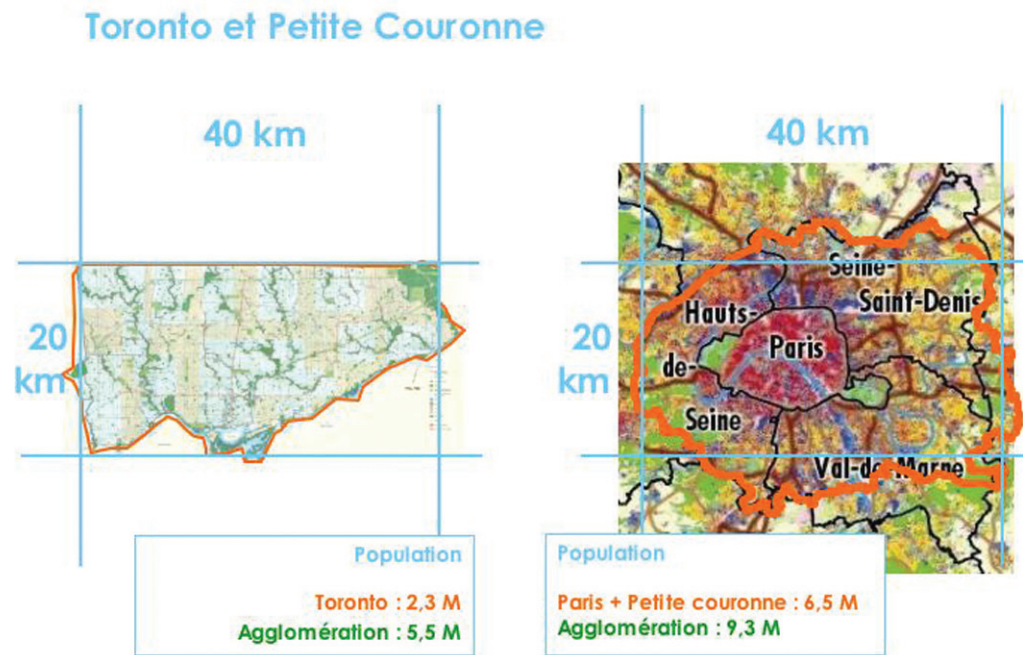 Toronto et Petite Couronne
40 km
20
km
40 km
20
km
Seine-
Saint-Denis
Hauts-
Paris
de-
Seine
Val-de-Marne
Population
Toronto : 2,3 M
Agglomération : 5,5 M
Population
Paris + Petite couronne : 6,5 M
Agglomération : 9,3 M